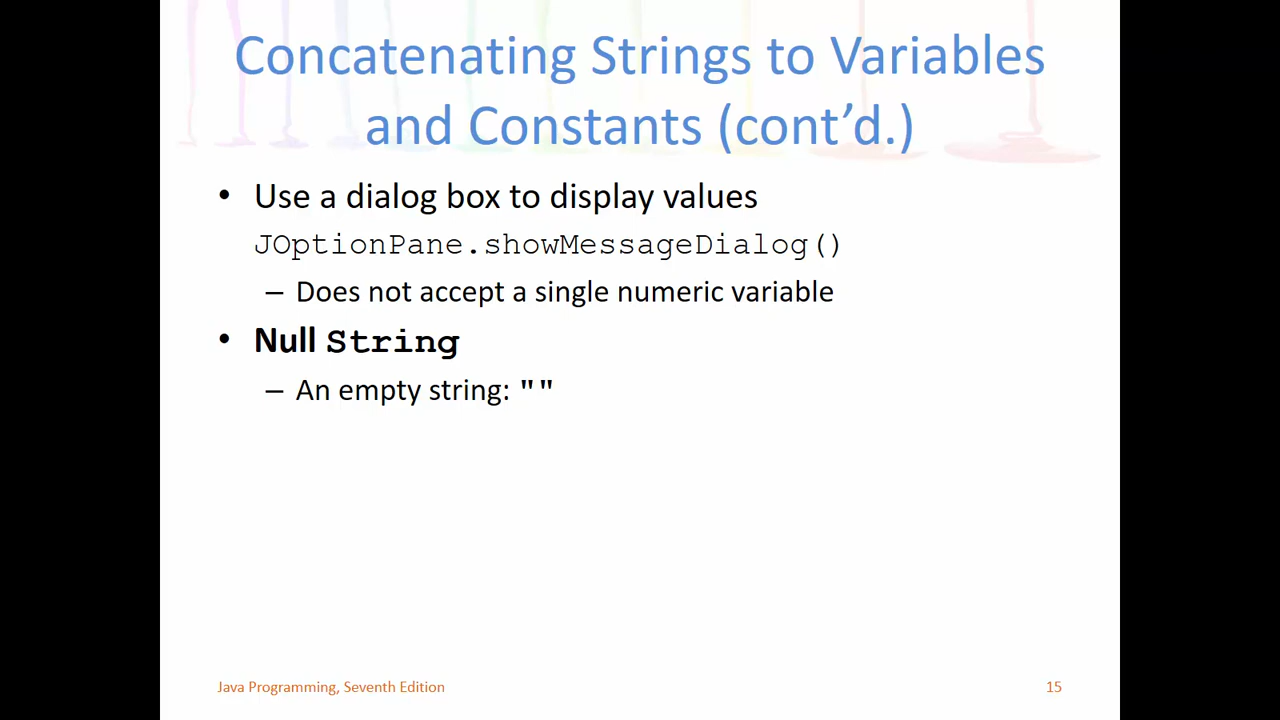 Concatenating Strings to Variables
and Constants (cont’d.)
• Use a dialog box to display values
JOptionPane.showMessageDialog()
– Does not accept a single numeric variable
• Null String
– An empty string: ""
Java Programming, Seventh Edition
15